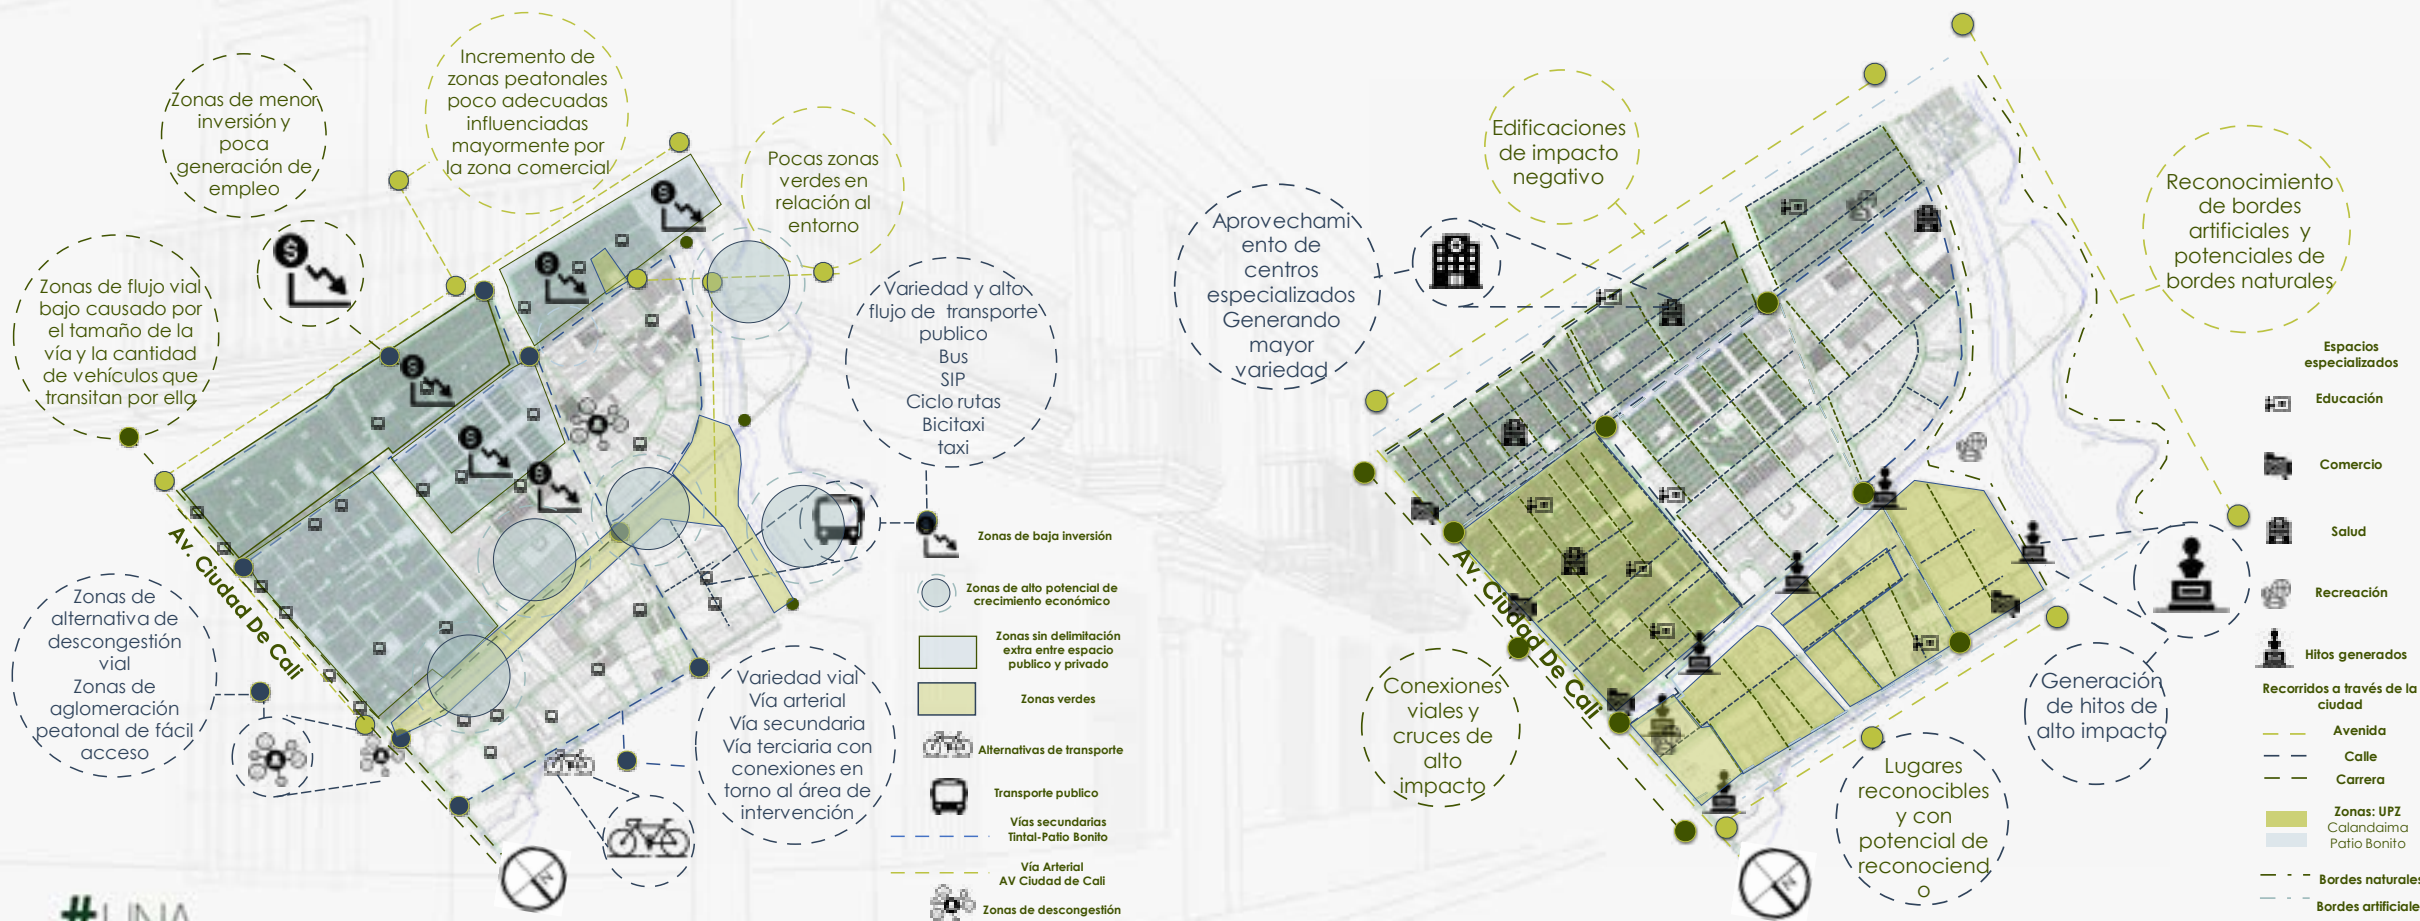 Zonas de menor
inversión y
poca
generación de
empleo
Incremento de
zonas peatonales
poco adecuadas
influenciadas
mayormente por
la zona comercial
Pocas zonas
verdes en
relación al
entorno
Zonas de flujo vial
bajo causado por
el tamaño de la
vía y la cantidad
de vehículos que
transitan por ella
Variedad y alto
flujo de transporte
publico
Bus
SIP
Ciclo rutas
Bicitaxi
taxi
Av. Ciudad De Cali
Zonas de
alternativa de
descongestión
vial
Zonas de
aglomeración
peatonal de fácil
acceso
Variedad vial
Vía arterial
Vía secundaria
Vía terciaria con
conexiones en
torno al área de
intervención
Zonas de baja inversión
Zonas de alto potencial de
crecimiento económico
Zonas sin delimitación
extra entre espacio
publico y privado
Zonas verdes
Alternativas de transporte
Transporte publico
Vías secundarias
Tintal-Patio Bonito
Vía Arterial
AV Ciudad de Cali
Zonas de descongestión
N
#UNA
Edificaciones
de impacto
negativo
Aprovechami
ento de
centros
especializados
Generando
mayor
variedad
Reconocimiento
de bordes
artificiales y
potenciales de
bordes naturales
Av. Ciudad De Cali
Conexiones
viales y
cruces de
alto
impacto
Lugares
reconocibles
y con
potencial de
reconociend
o
Generación
de hitos de
alto impacto
N
Espacios
especializados
Educación
Comercio
Salud
Recreación
Hitos generados
Recorridos a través de la
ciudad
Avenida
Calle
Carrera
Zonas: UPZ
Calandaima
Patio Bonito
Bordes naturales
Bordes artificiale